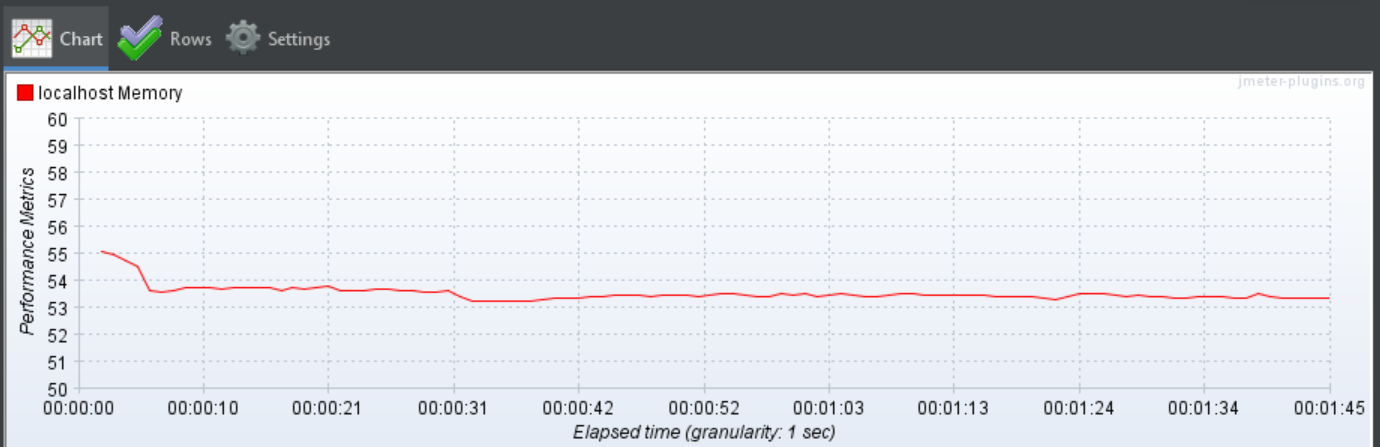 Chart Rows Settings
jmeter-plugins.org
localhost Memory
60
59
58
57
56
55
54
53
52
51
50
Performance Metrics
00:00:00 00:00:10 00:00:21 00:00:31 00:00:42 00:00:52 00:01:03 00:01:13 00:01:24 00:01:34 00:01:45
Elapsed time (granularity: 1 sec)